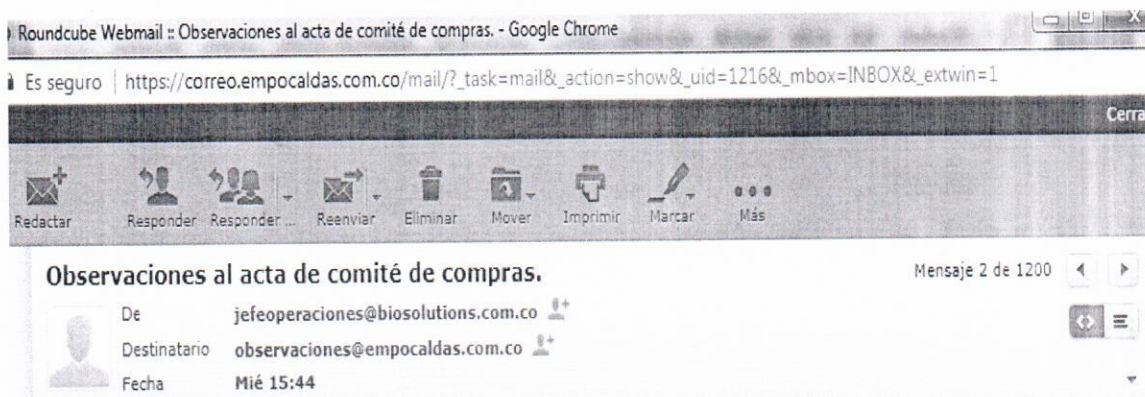 Roundcube Webmail :: Observaciones al acta de comité de compras. - Google Chrome
Es seguro | https://correo.empocaldas.com.co/mail/?_task=mail&_action=show&_uid=1216&_mbox=INBOX&_extwin=1
Cerra
Redactar Responder Responder ... Reenviar Eliminar Mover Imprimir Marcar Más
Observaciones al acta de comité de compras.
Mensaje 2 de 1200
De jefeoperaciones@biosolutions.com.co
Destinatario observaciones@empocaldas.com.co
Fecha Mié 15:44